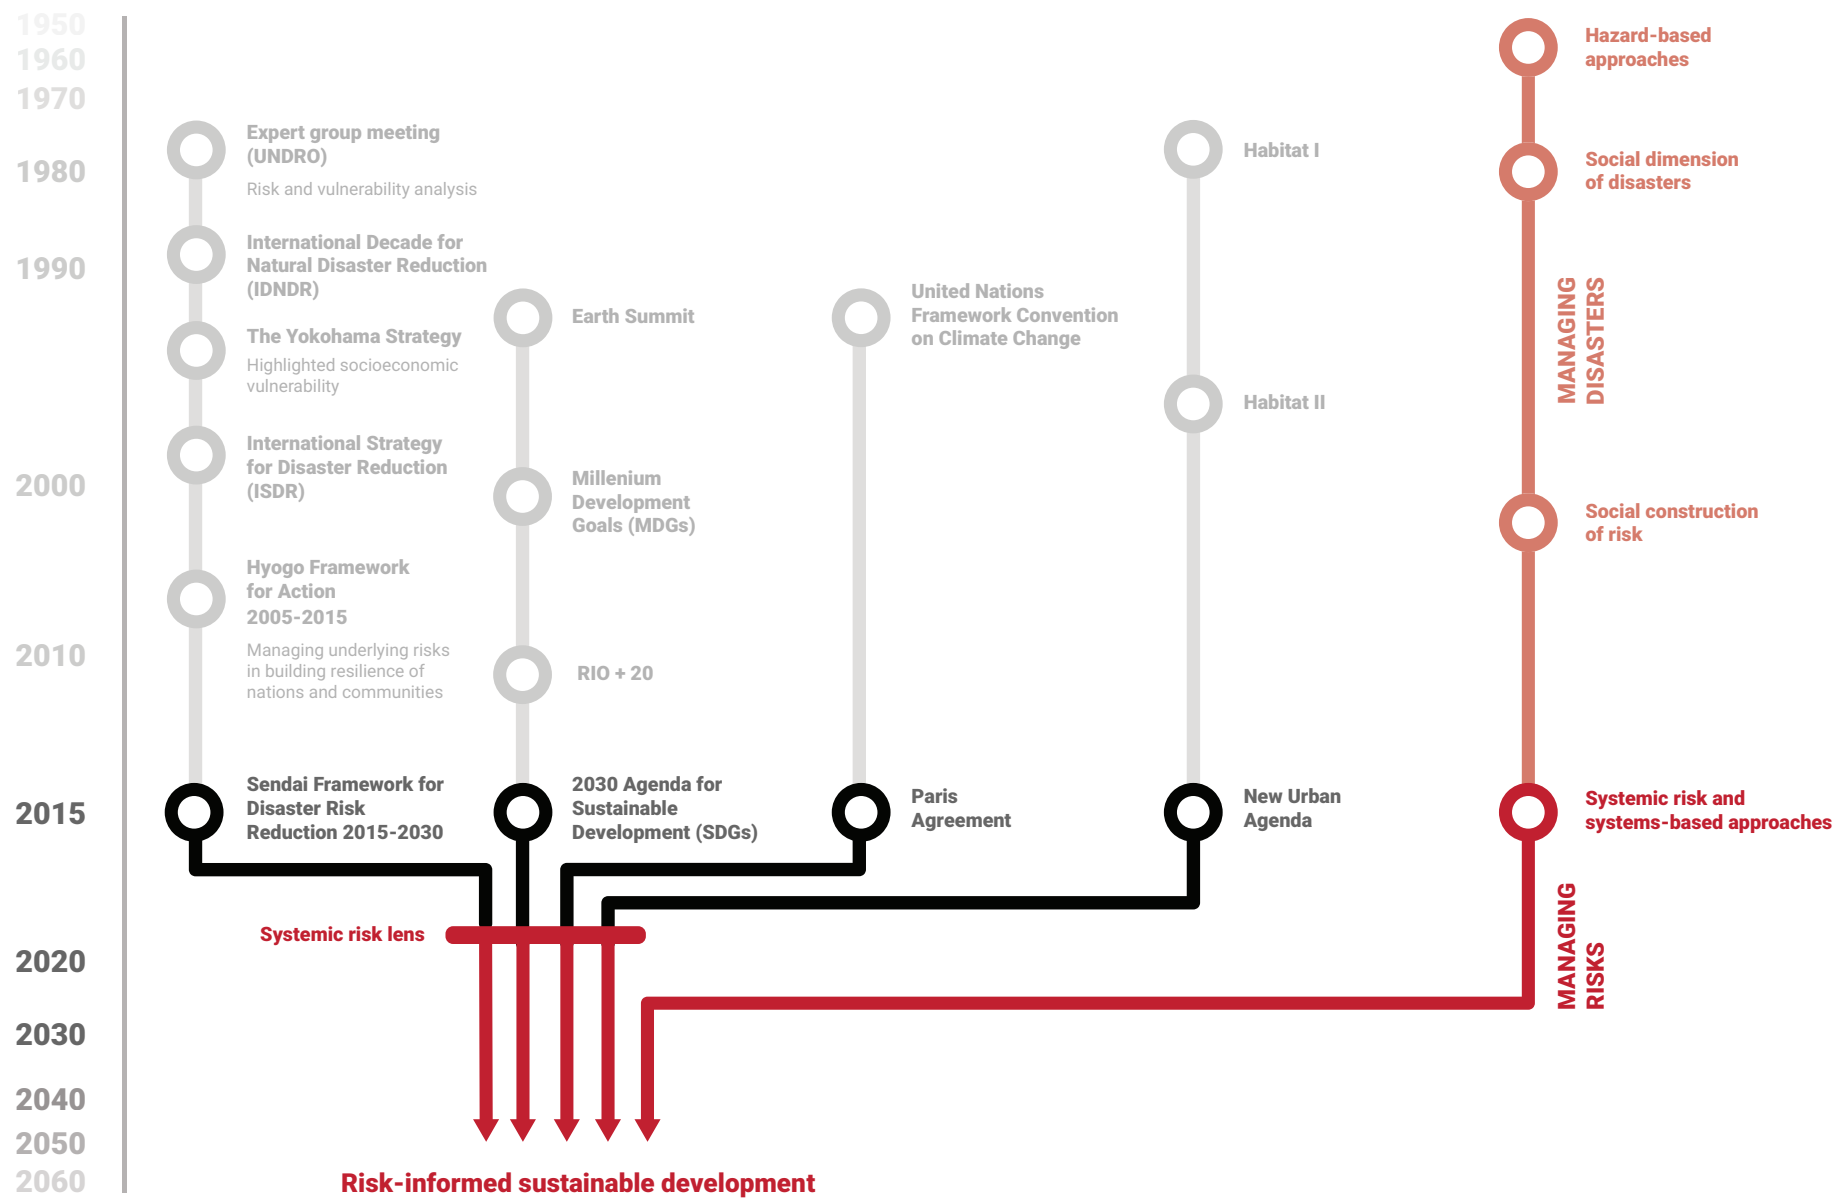 1950
1960
1970
1980
1990
2000
2010
2015
2020
2030
2040
2050
2060
Expert group meeting
(UNDRO)
Risk and vulnerability analysis
International Decade for
Natural Disaster Reduction
(IDNDR)
The Yokohama Strategy
Highlighted socioeconomic
vulnerability
International Strategy
for Disaster Reduction
(ISDR)
Hyogo Framework
for Action
2005-2015
Managing underlying risks
in building resilience of
nations and communities
Sendai Framework for
Disaster Risk
Reduction 2015-2030
Earth Summit
Millenium
Development
Goals (MDGs)
RIO + 20
2030 Agenda for
Sustainable
Development (SDGs)
United Nations
Framework Convention
on Climate Change
Paris
Agreement
Habitat I
Habitat II
New Urban
Agenda
Hazard-based
approaches
Social dimension
of disasters
MANAGING
DISASTERS
Social construction
of risk
Systemic risk and
systems-based approaches
MANAGING
RISKS
Systemic risk lens
Risk-informed sustainable development